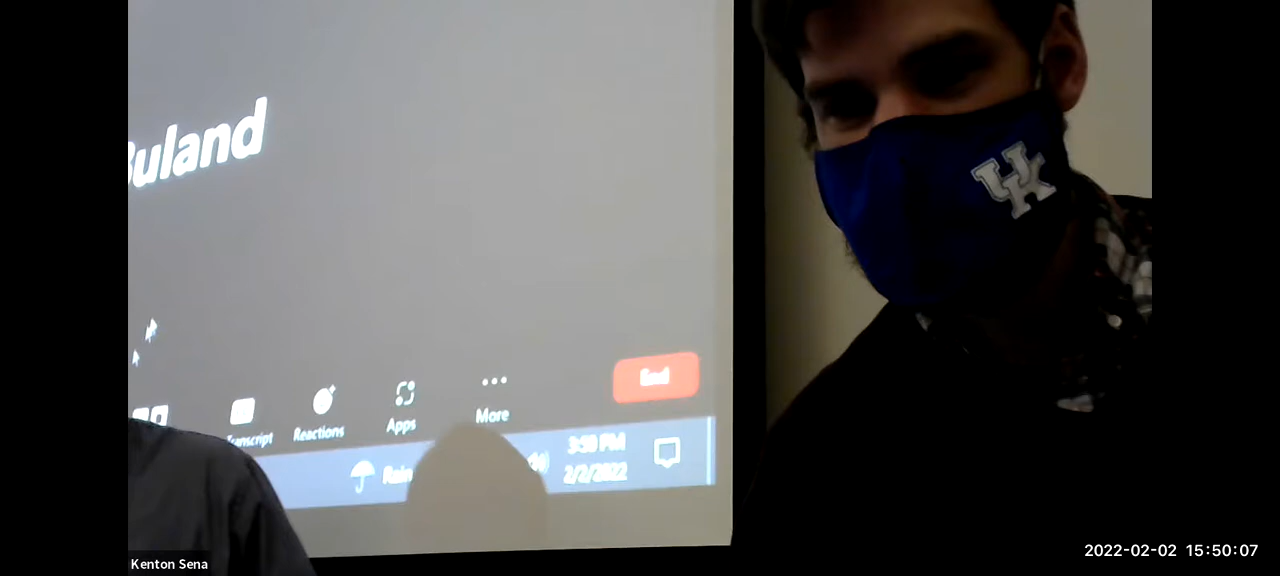 Buland
UK
Transcript
Reactions
Apps
More
End
Rain
3:50 PM
2/2/2022
Kenton Sena
2022-02-02 15:50:07